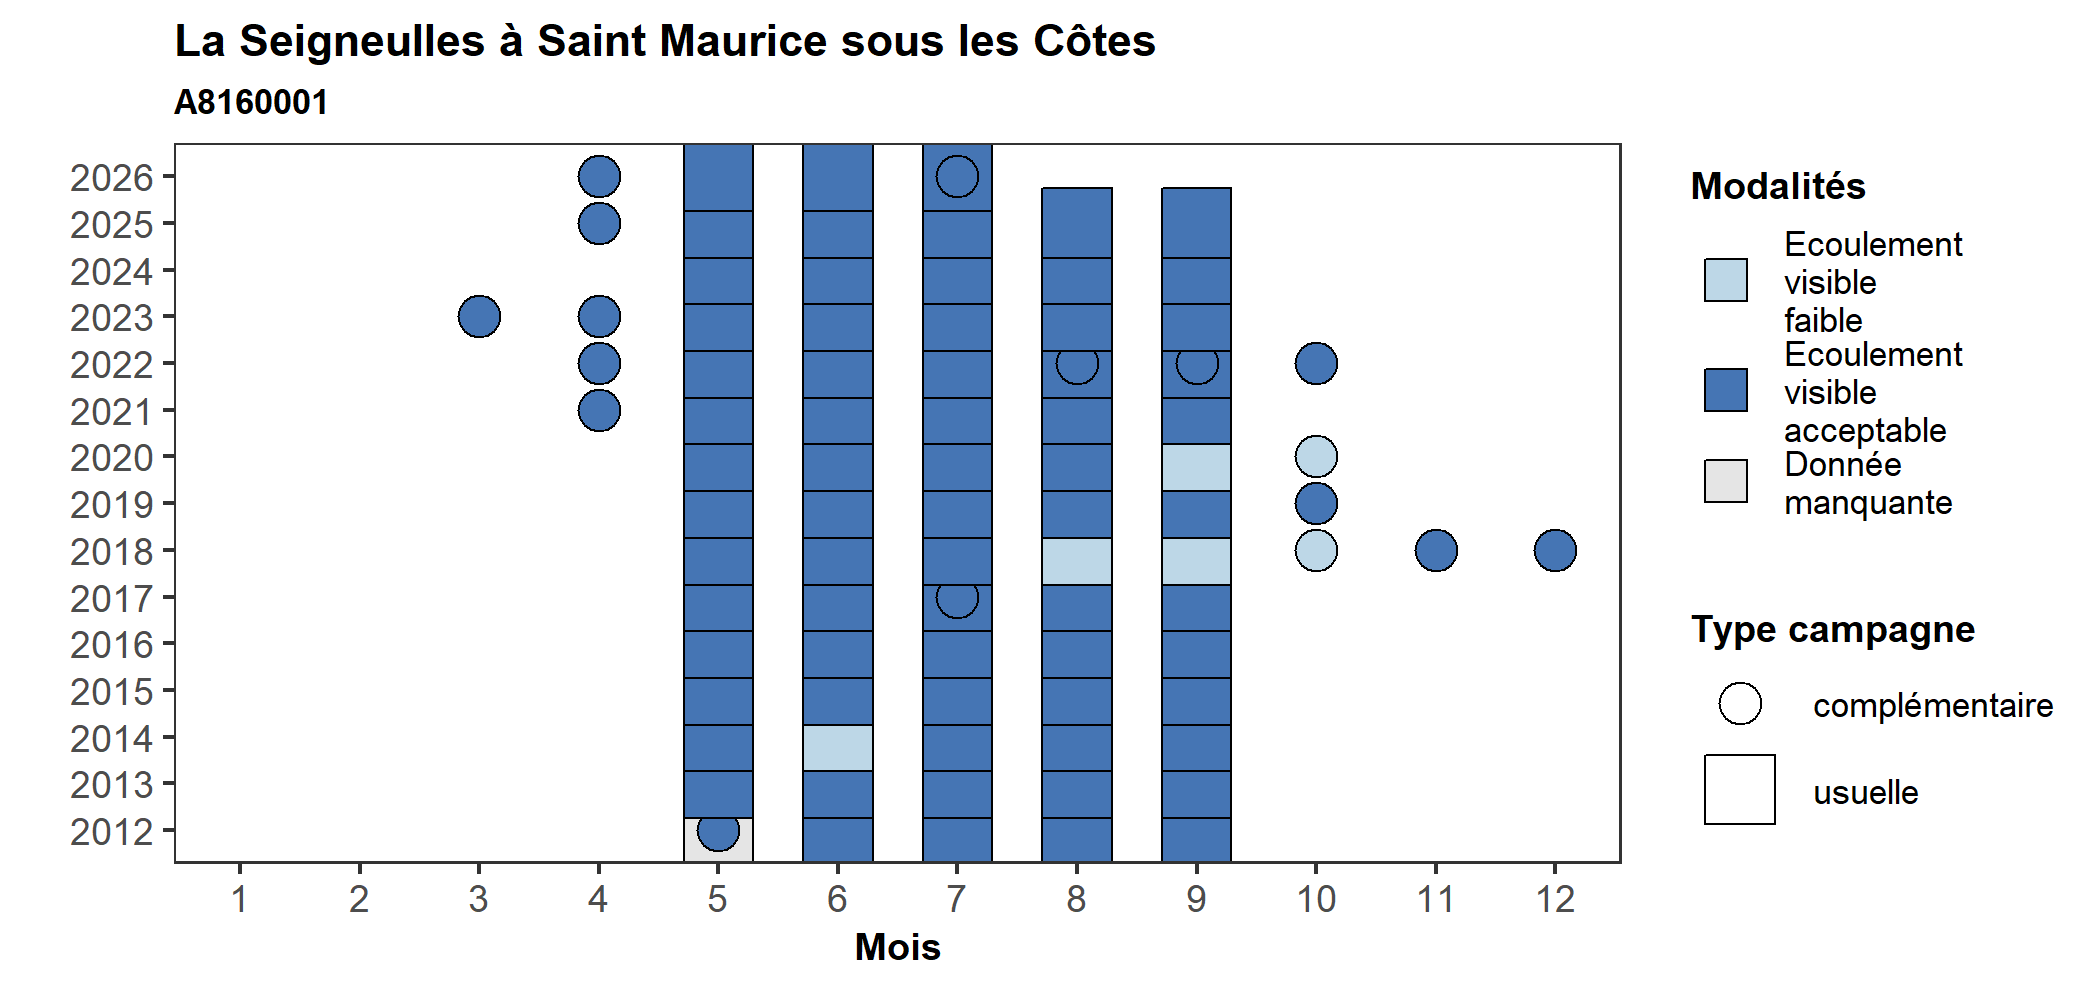 La Seigneulles à Saint Maurice sous les Côtes
A8160001
2026
2025
2024
2023
2022
2021
2020
2019
2018
2017
2016
2015
2014
2013
2012
1 2 3 4 5 6 7 8 9 10 11 12
Mois
Modalités
Ecoulement
visible
faible
Ecoulement
visible
acceptable
Donnée
manquante
Type campagne
complémentaire
usuelle